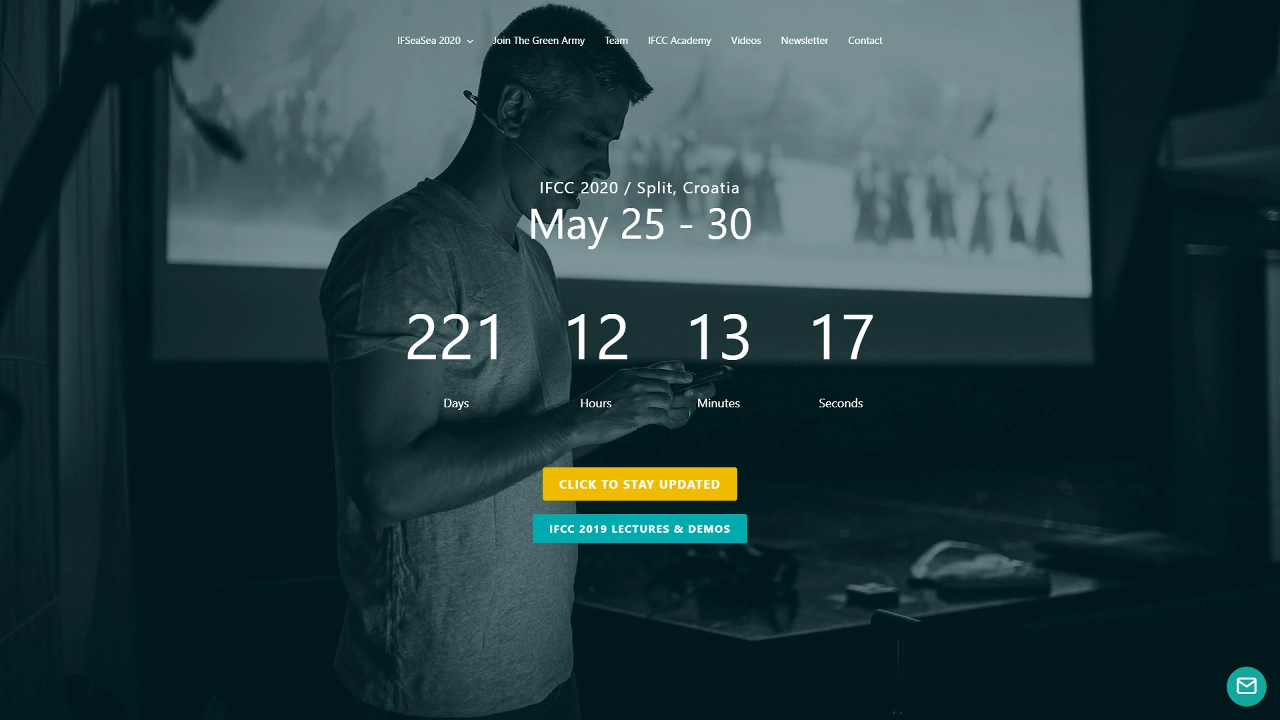 IFSeaSea 2020 Join The Green Army Team IFCC Academy Videos Newsletter Contact
IFCC 2020 / Split, Croatia
May 25 - 30
221 12 13 17
Days Hours Minutes Seconds
CLICK TO STAY UPDATED
IFCC 2019 LECTURES & DEMOS